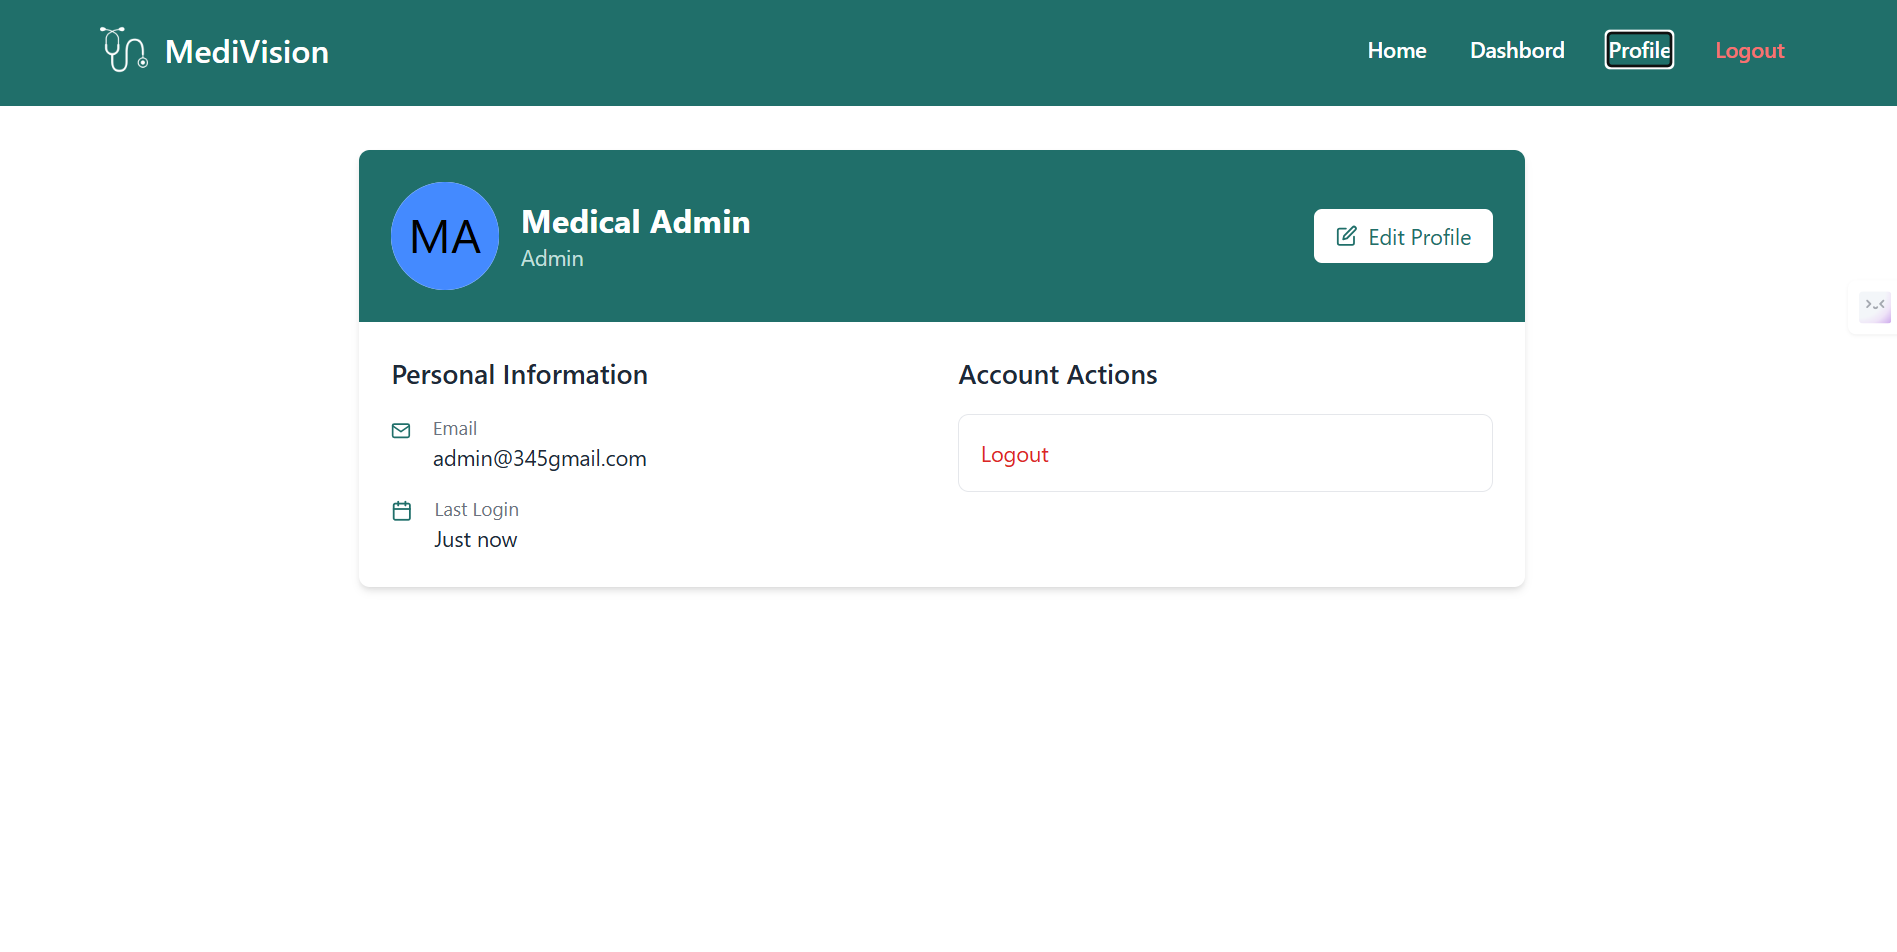 MediVision
Home
Dashbord
Profile
Logout
MA
Medical Admin
Admin
Edit Profile
Personal Information
Email
admin@345gmail.com
Last Login
Just now
Account Actions
Logout